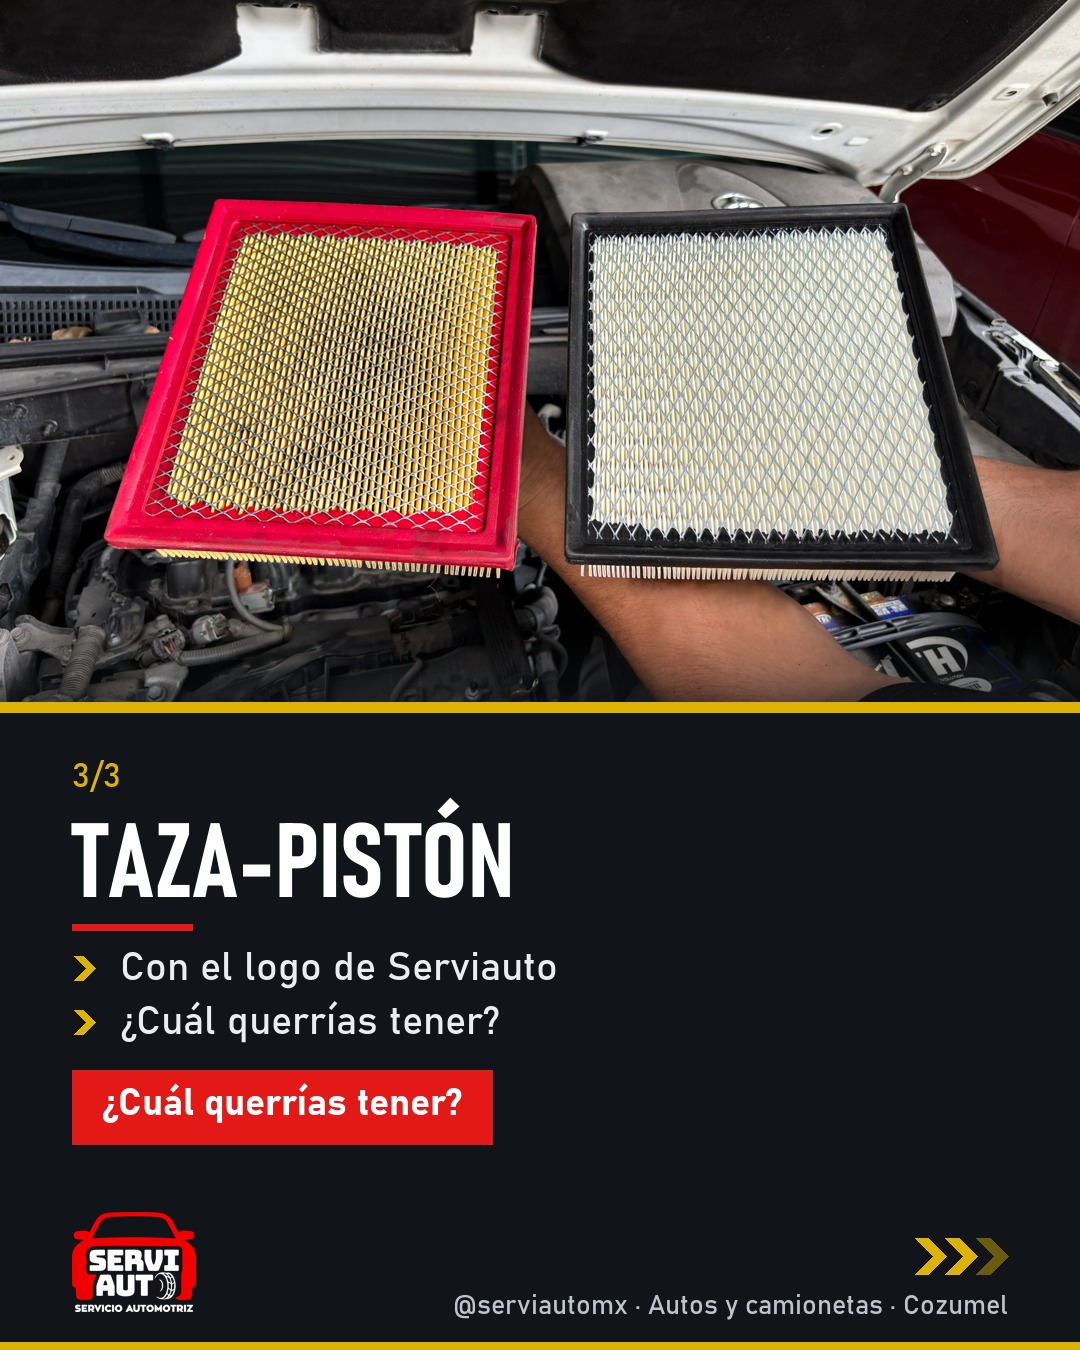 3/3
TAZA-PISTÓN
Con el logo de Serviauto
¿Cuál querrías tener?
¿Cuál querrías tener?
SERVI
AUTO
SERVICIO AUTOMOTRIZ
@serviautomx · Autos y camionetas · Cozumel